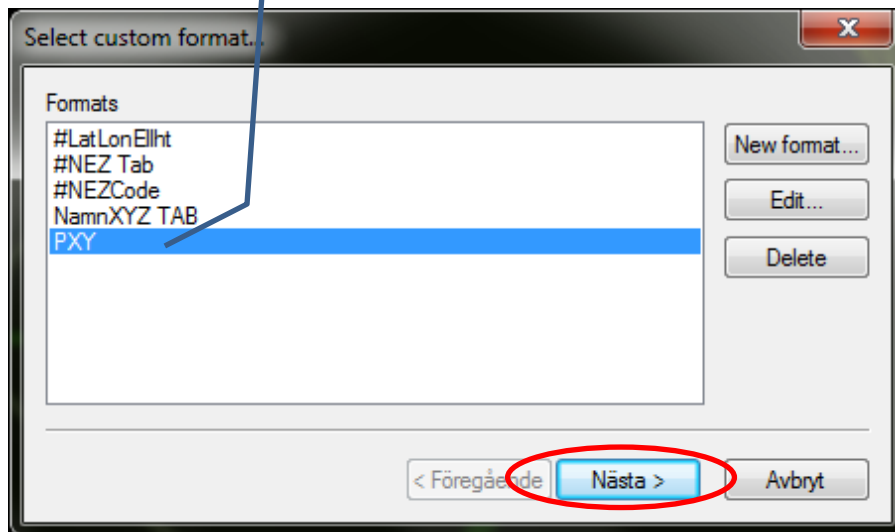 Select custom format...
Formats
#LatLonEllht
#NEZ Tab
#NEZCode
NamnXYZ TAB
PXY
New format...
Edit...
Delete
< Föregående
Nästa >
Avbryt